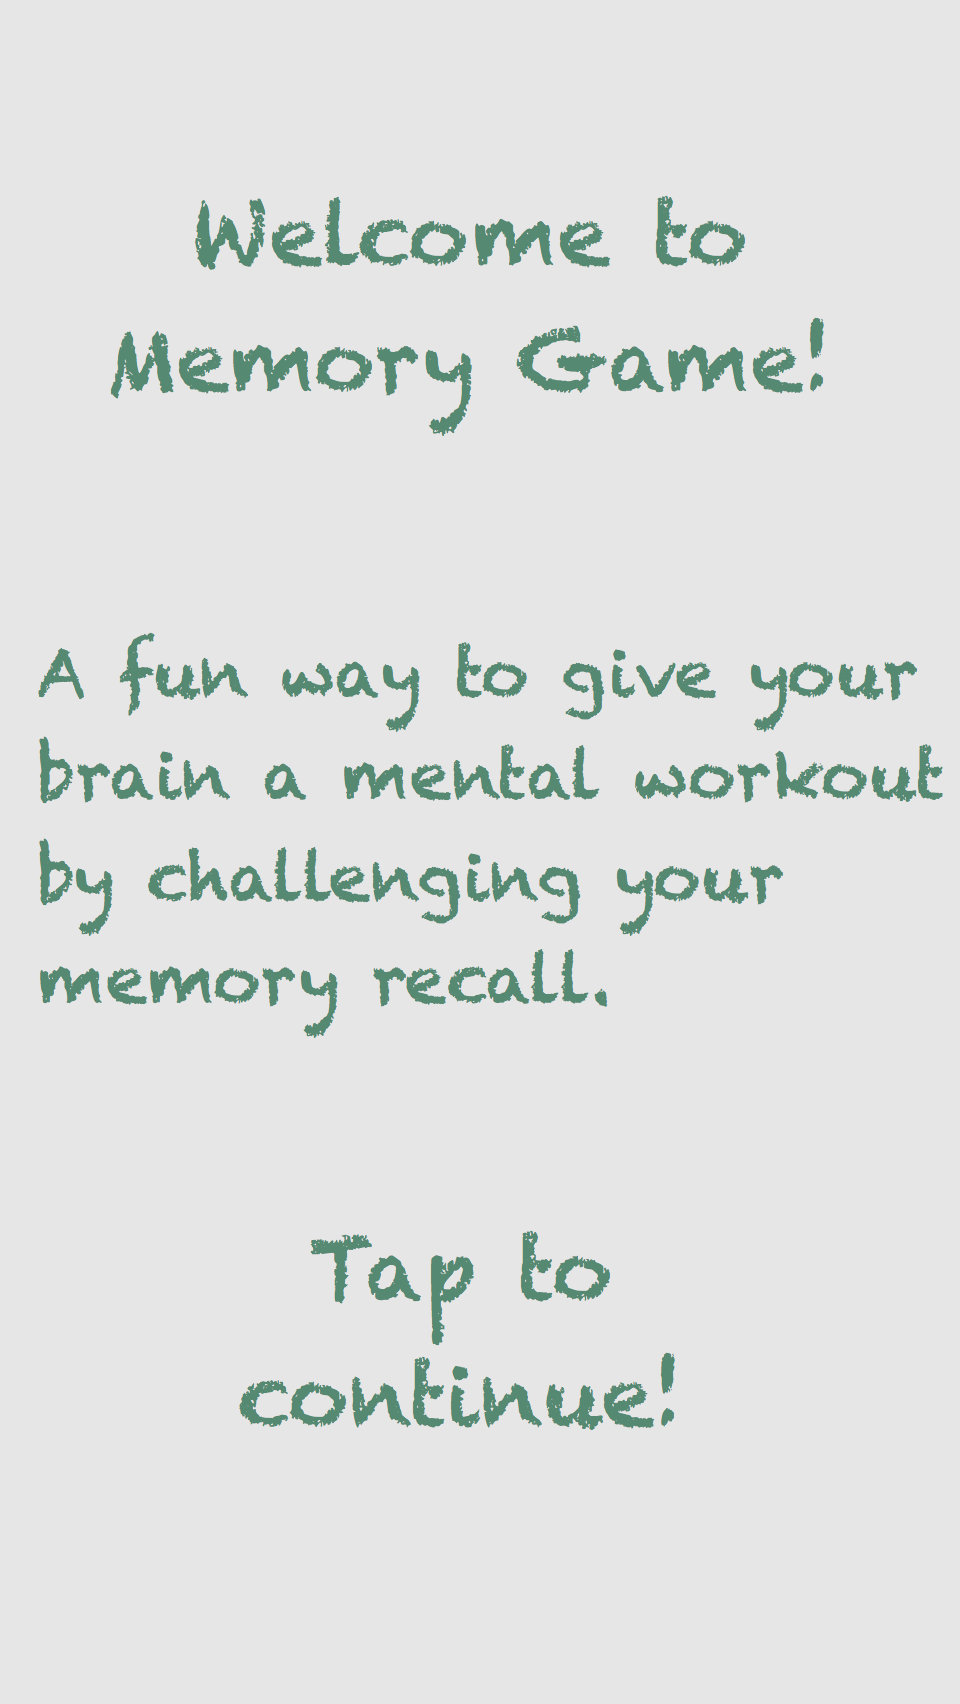 Welcome to
Memory Game!
A fun way to give your
brain a mental workout
by challenging your
memory recall.
Tap to
continue!